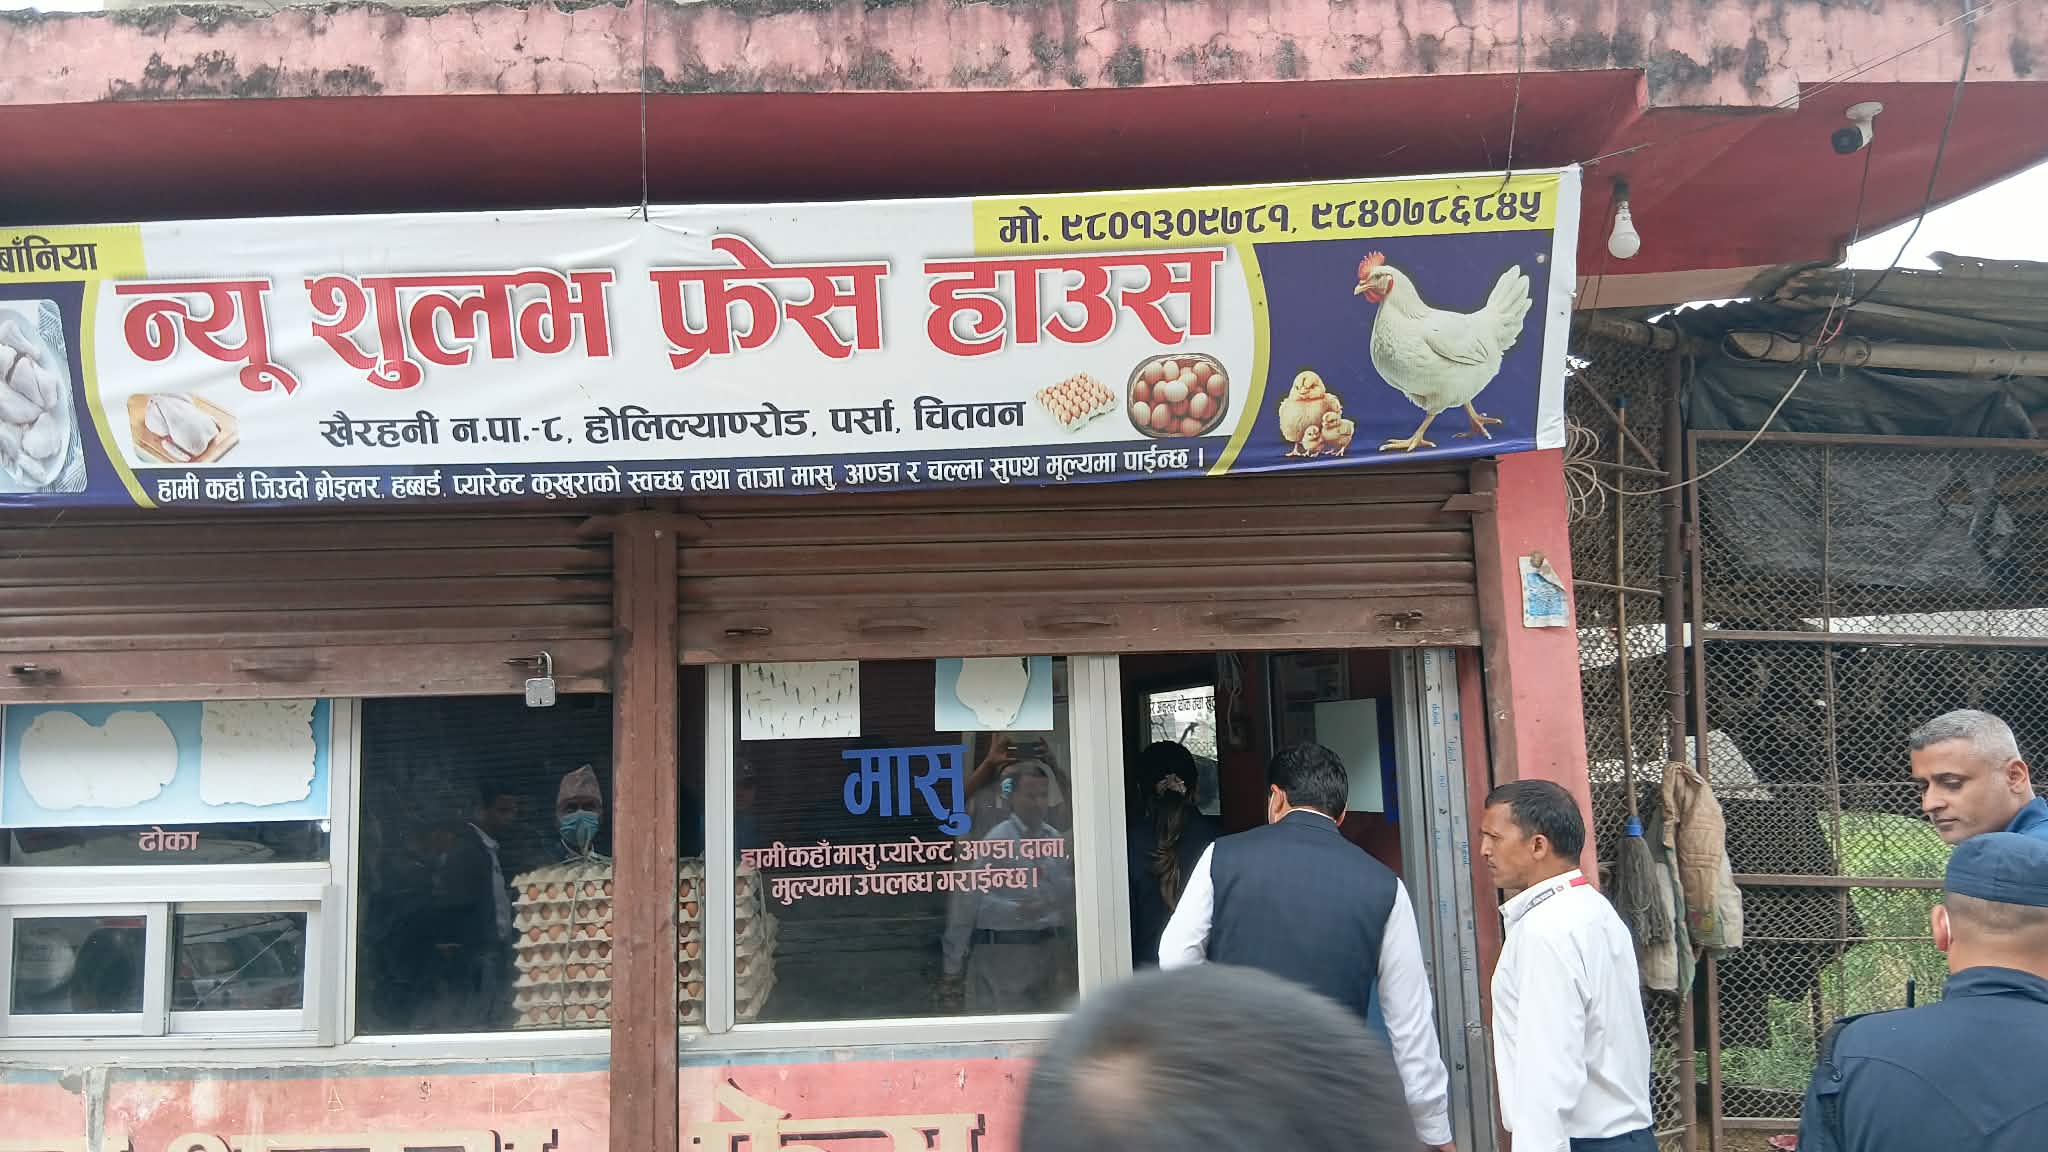 बाँनिया
मो. ९८०१३०९७८१, ९८४०७८६८४५
न्यू शुलभ फ्रेस हाउस
खैरहनी न.पा.-८, होलिल्याण्रोड, पर्सा, चितवन
हामी कहाँ जिउदो ब्रोइलर, हब्बर्ड, प्यारेन्ट कुखुराको स्वच्छ तथा ताजा मासु, अण्डा र चल्ला सुपथ मूल्यमा पाईन्छ ।
ढोका
मासु
हामी कहाँ मासु, प्यारेन्ट, अण्डा, दाना,
मुल्यमा उपलब्ध गराईन्छ।